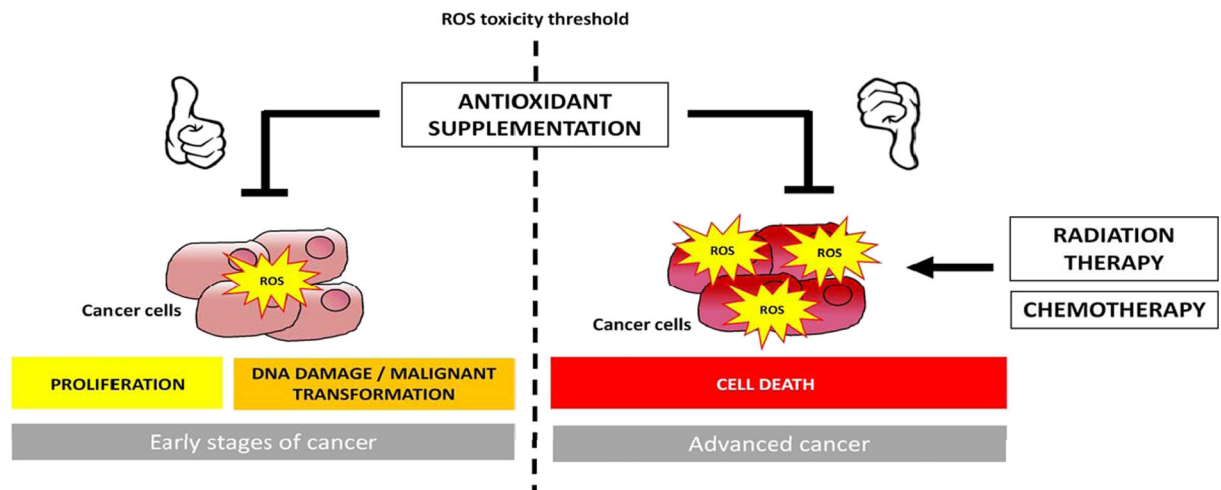 ROS toxicity threshold
ANTIOXIDANT
SUPPLEMENTATION
ROS
Cancer cells
ROS
ROS
ROS
Cancer cells
RADIATION
THERAPY
CHEMOTHERAPY
PROLIFERATION
DNA DAMAGE / MALIGNANT
TRANSFORMATION
CELL DEATH
Early stages of cancer
Advanced cancer